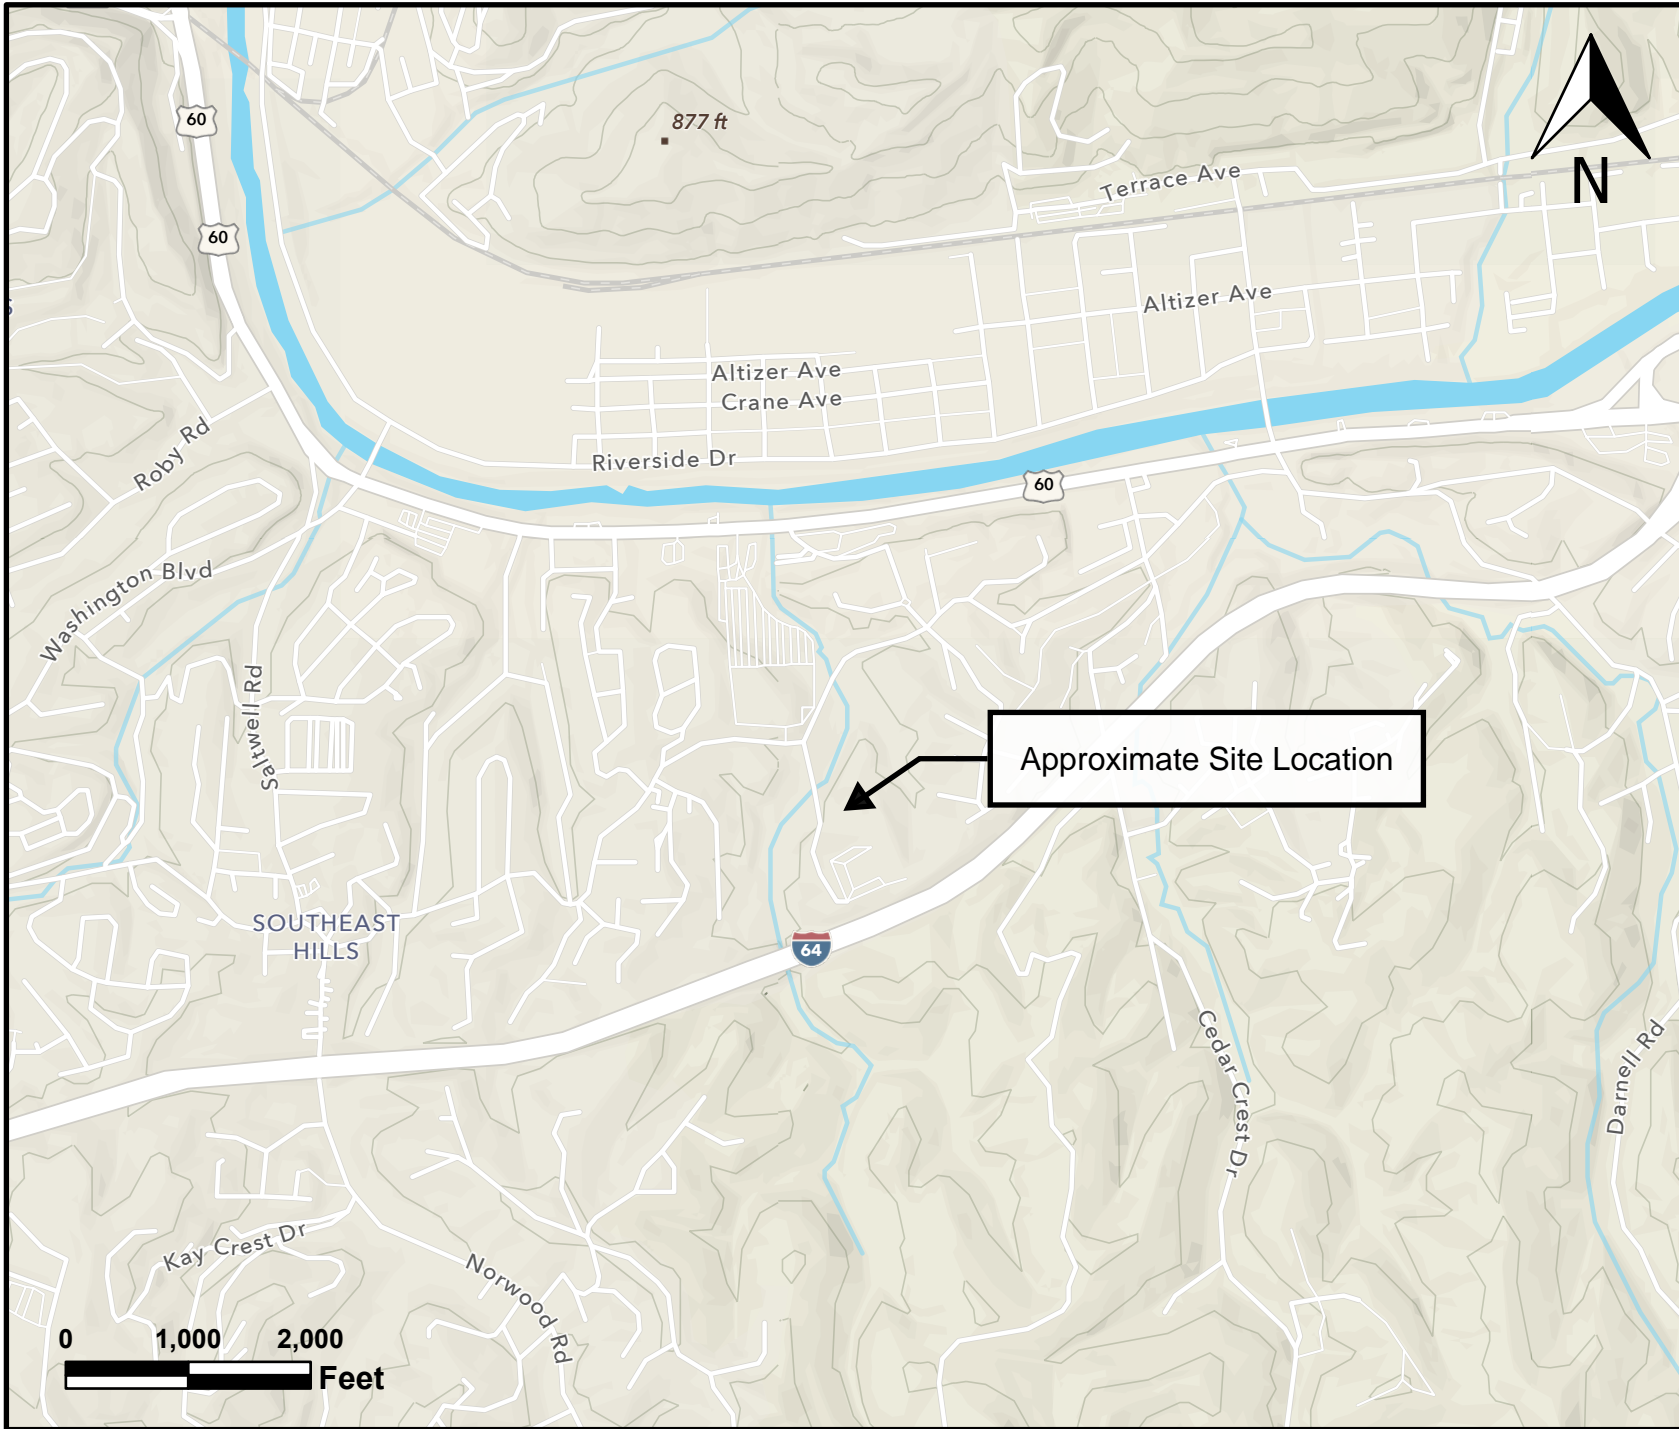 60
877 ft
N
Terrace Ave
60
Altizer Ave
Altizer Ave
Crane Ave
Roby Rd
Riverside Dr
60
Washington Blvd
Saltwell Rd
Approximate Site Location
SOUTHEAST
HILLS
64
Cedar Crest Dr
Darnell Rd
Kay Crest Dr
Norwood Rd
0 1,000 2,000
Feet